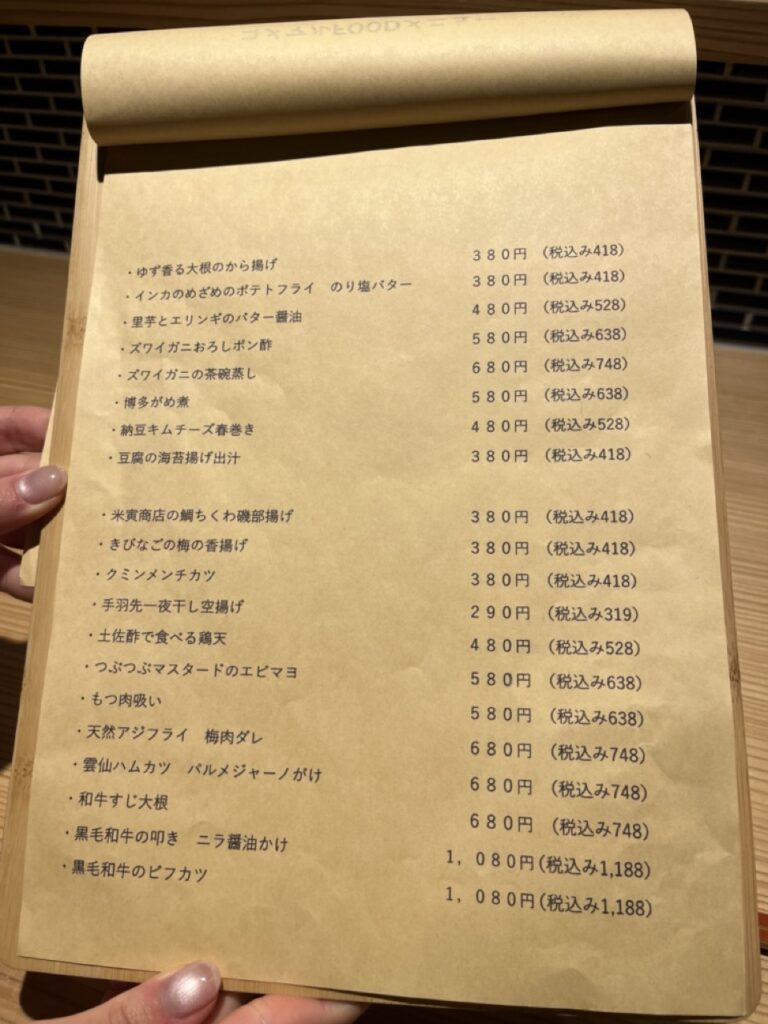 コメマルFOODメニュー
・ゆず香る大根のから揚げ ３８０円 （税込み418）
・インカのめざめのポテトフライ　のり塩バター ３８０円 （税込み418）
・里芋とエリンギのバター醤油 ４８０円 （税込み528）
・ズワイガニおろしポン酢 ５８０円 （税込み638）
・ズワイガニの茶碗蒸し ６８０円 （税込み748）
・博多がめ煮 ５８０円 （税込み638）
・納豆キムチーズ春巻き ４８０円 （税込み528）
・豆腐の海苔揚げ出汁 ３８０円 （税込み418）
・米寅商店の鯛ちくわ磯部揚げ ３８０円 （税込み418）
・きびなごの梅の香揚げ ３８０円 （税込み418）
・クミンメンチカツ ３８０円 （税込み418）
・手羽先一夜干し空揚げ ２９０円 （税込み319）
・土佐酢で食べる鶏天 ４８０円 （税込み528）
・つぶつぶマスタードのエビマヨ ５８０円 （税込み638）
・もつ肉吸い ５８０円 （税込み638）
・天然アジフライ　梅肉ダレ ６８０円 （税込み748）
・雲仙ハムカツ　パルメジャーノがけ ６８０円 （税込み748）
・和牛すじ大根 ６８０円 （税込み748）
・黒毛和牛の叩き　ニラ醤油かけ １，０８０円（税込み1,188）
・黒毛和牛のビフカツ １，０８０円（税込み1,188）